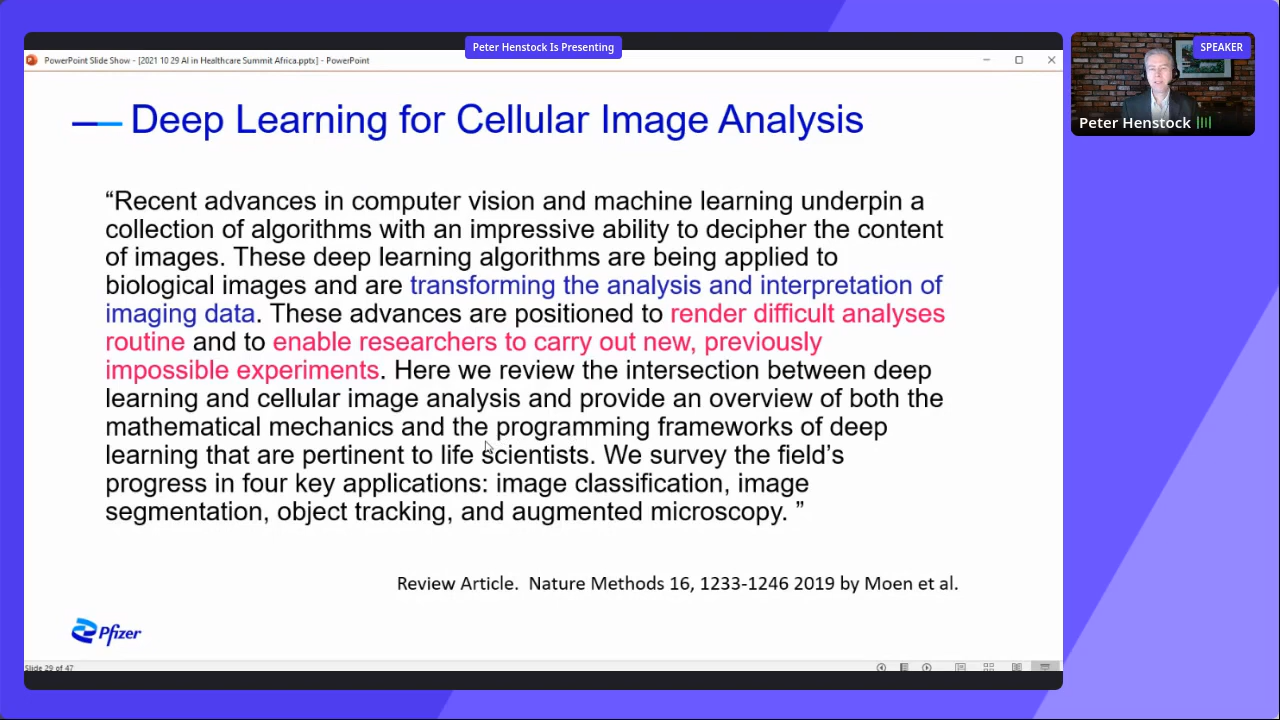 Peter Henstock Is Presenting
PowerPoint Slide Show - [2021 10 29 AI in Healthcare Summit Africa.pptx] - PowerPoint
SPEAKER
Peter Henstock
Deep Learning for Cellular Image Analysis
“Recent advances in computer vision and machine learning underpin a
collection of algorithms with an impressive ability to decipher the content
of images. These deep learning algorithms are being applied to
biological images and are transforming the analysis and interpretation of
imaging data. These advances are positioned to render difficult analyses
routine and to enable researchers to carry out new, previously
impossible experiments. Here we review the intersection between deep
learning and cellular image analysis and provide an overview of both the
mathematical mechanics and the programming frameworks of deep
learning that are pertinent to life scientists. We survey the field’s
progress in four key applications: image classification, image
segmentation, object tracking, and augmented microscopy. ”
Review Article. Nature Methods 16, 1233-1246 2019 by Moen et al.
Pfizer
Slide 29 of 47